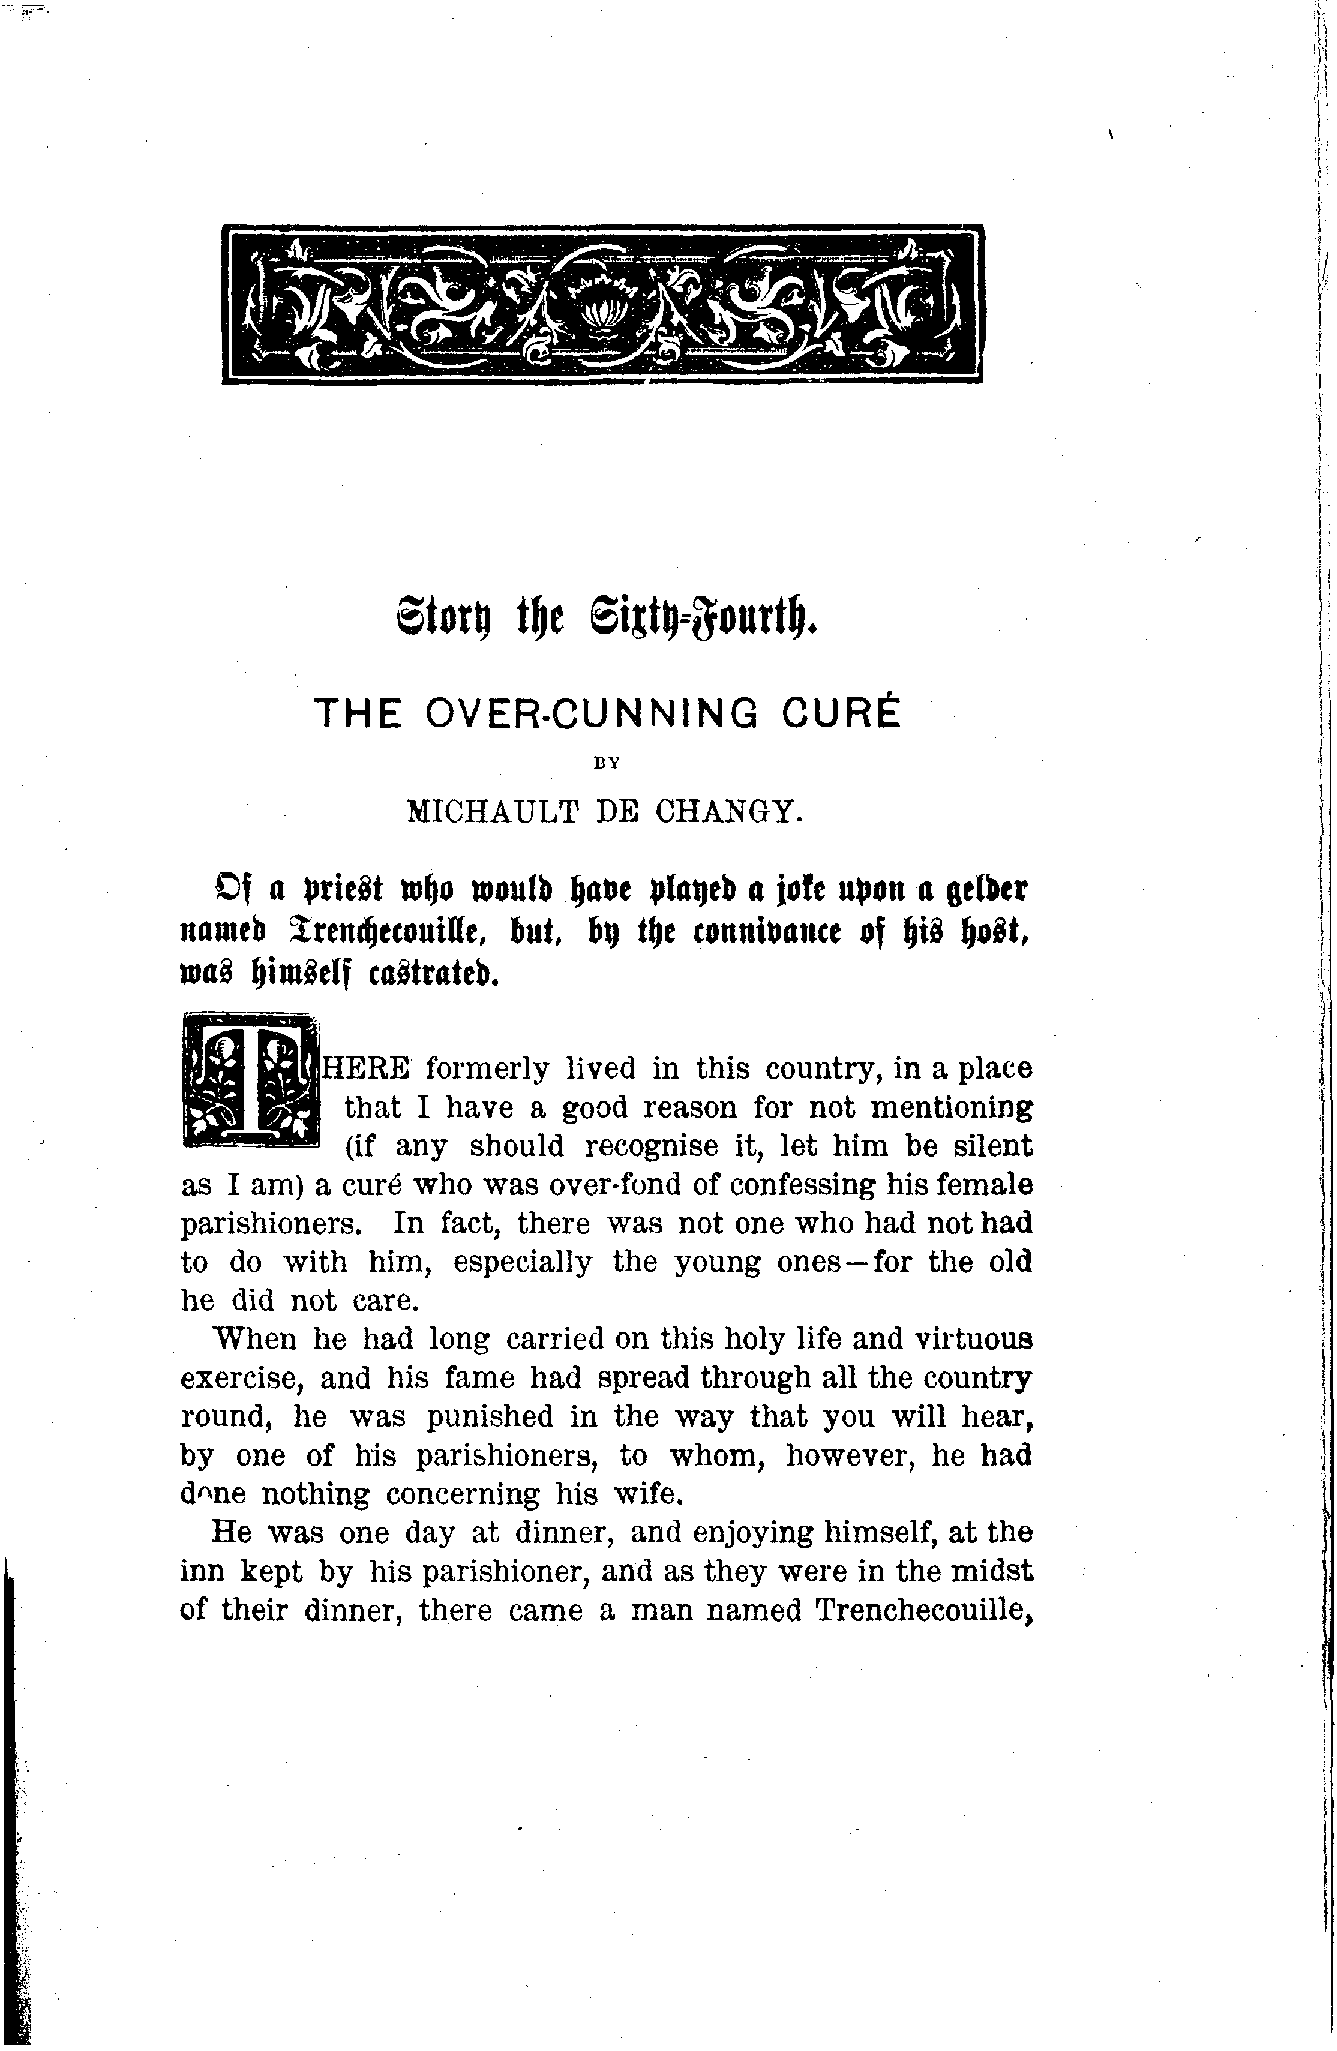 Story the Sixty-Fourth.
THE OVER-CUNNING CURÉ
BY
MICHAULT DE CHANGY.
Of a priest who would have played a joke upon a gelder
named Trenchecouille, but, by the connivance of his host,
was himself castrated.
THERE formerly lived in this country, in a place
that I have a good reason for not mentioning
(if any should recognise it, let him be silent
as I am) a curé who was over-fond of confessing his female
parishioners. In fact, there was not one who had not had
to do with him, especially the young ones—for the old
he did not care.
When he had long carried on this holy life and virtuous
exercise, and his fame had spread through all the country
round, he was punished in the way that you will hear,
by one of his parishioners, to whom, however, he had
done nothing concerning his wife.
He was one day at dinner, and enjoying himself, at the
inn kept by his parishioner, and as they were in the midst
of their dinner, there came a man named Trenchecouille,